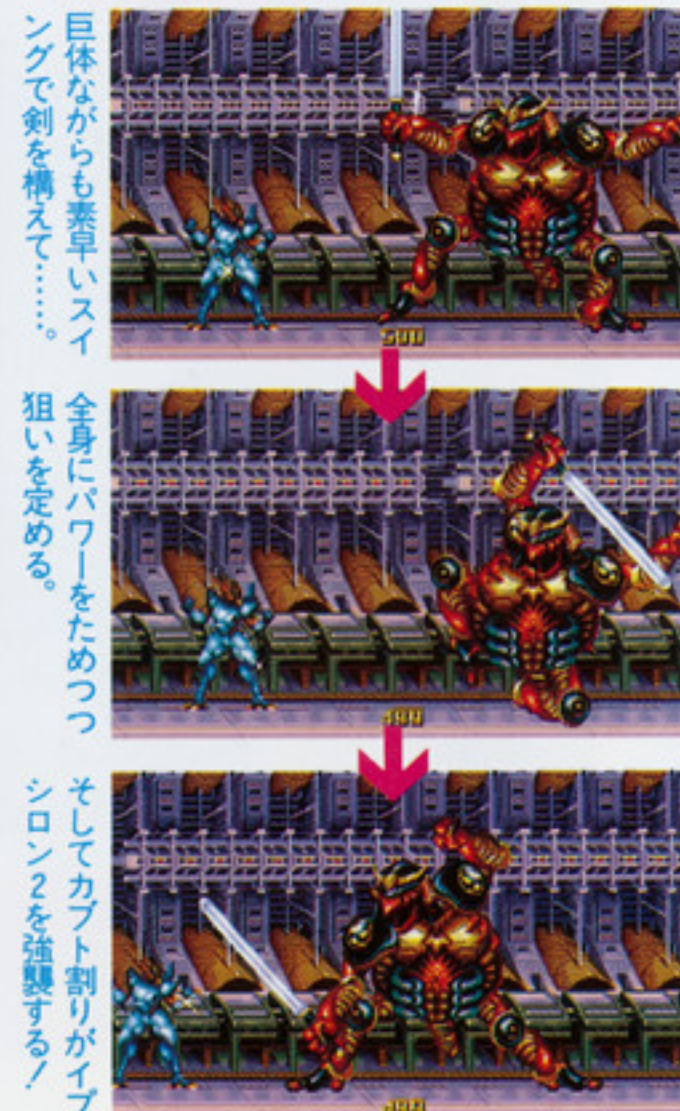 巨体ながらも素早いスイ
ングで剣を構えて……。
500
全身にパワーをためつつ
狙いを定める。
490
そしてカブト割りがイプ
シロン2を強襲する!